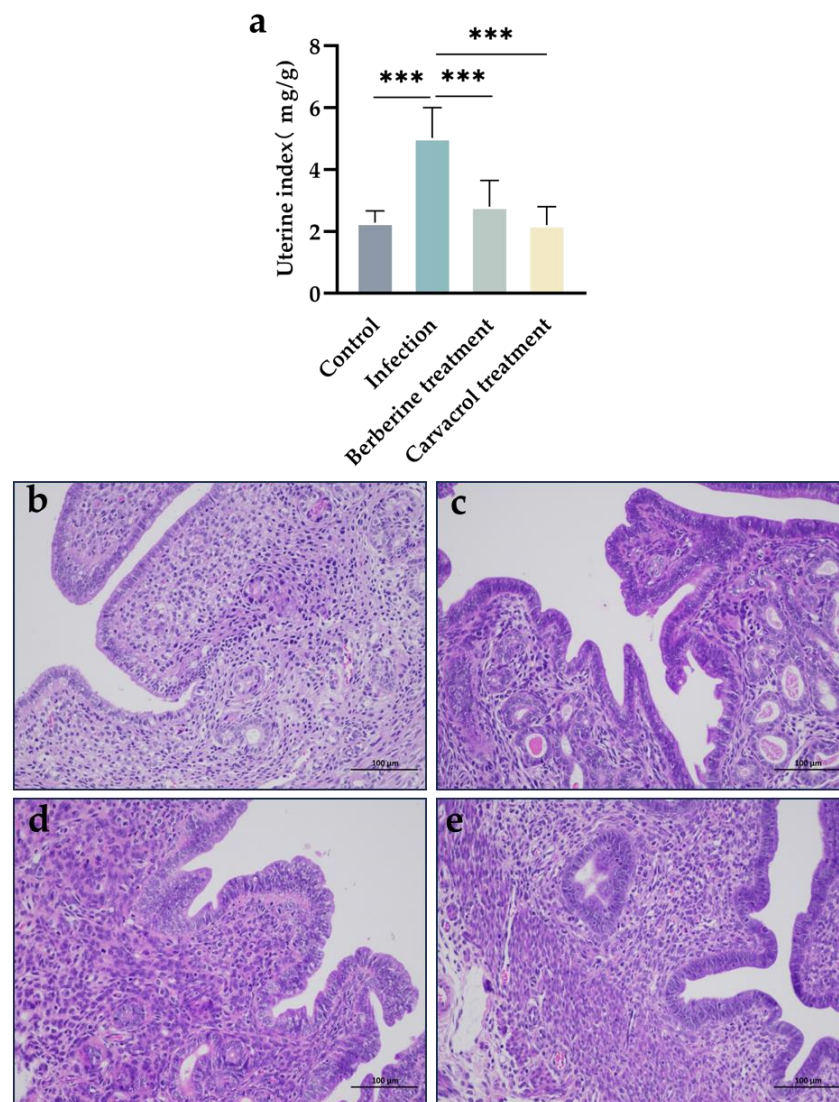 a
***
***
***
8
6
4
2
0
Uterine index( mg/g)
Control
Infection
Berberine treatment
Carvacrol treatment
b
100 μm
c
100 μm
d
100 μm
e
100 μm